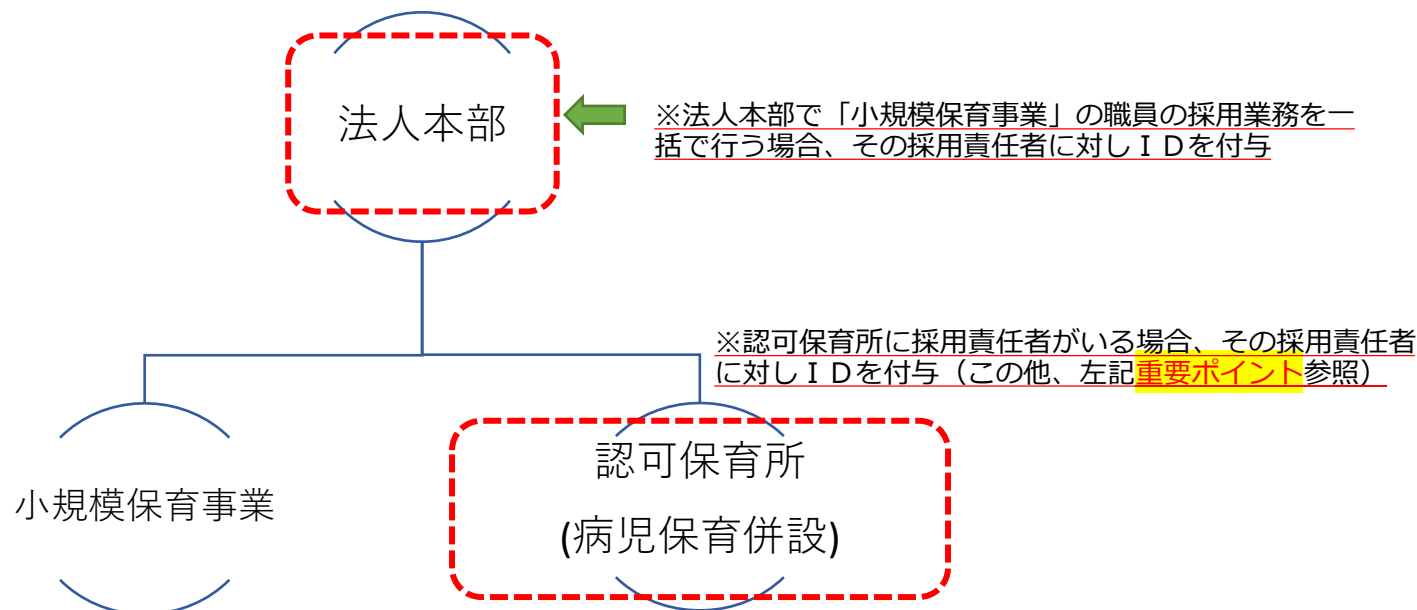 法人本部
※法人本部で「小規模保育事業」の職員の採用業務を一
括で行う場合、その採用責任者に対しＩＤを付与
※認可保育所に採用責任者がいる場合、その採用責任者
に対しＩＤを付与（この他、左記重要ポイント参照）
小規模保育事業
認可保育所
(病児保育併設)